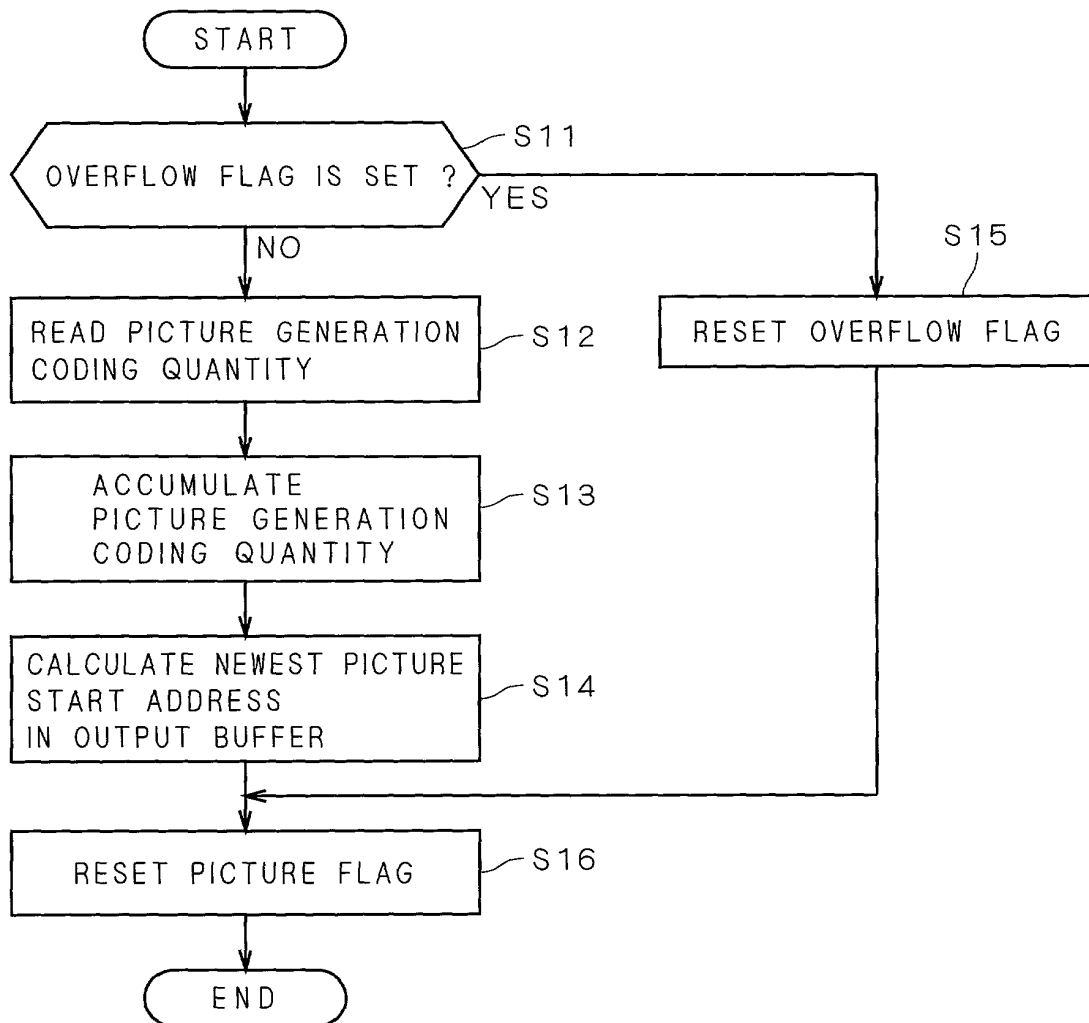 START
S11
OVERFLOW FLAG IS SET ?
YES
NO
S15
READ PICTURE GENERATION
CODING QUANTITY
S12
RESET OVERFLOW FLAG
ACCUMULATE
PICTURE GENERATION
CODING QUANTITY
S13
CALCULATE NEWEST PICTURE
START ADDRESS
IN OUTPUT BUFFER
S14
RESET PICTURE FLAG
S16
END